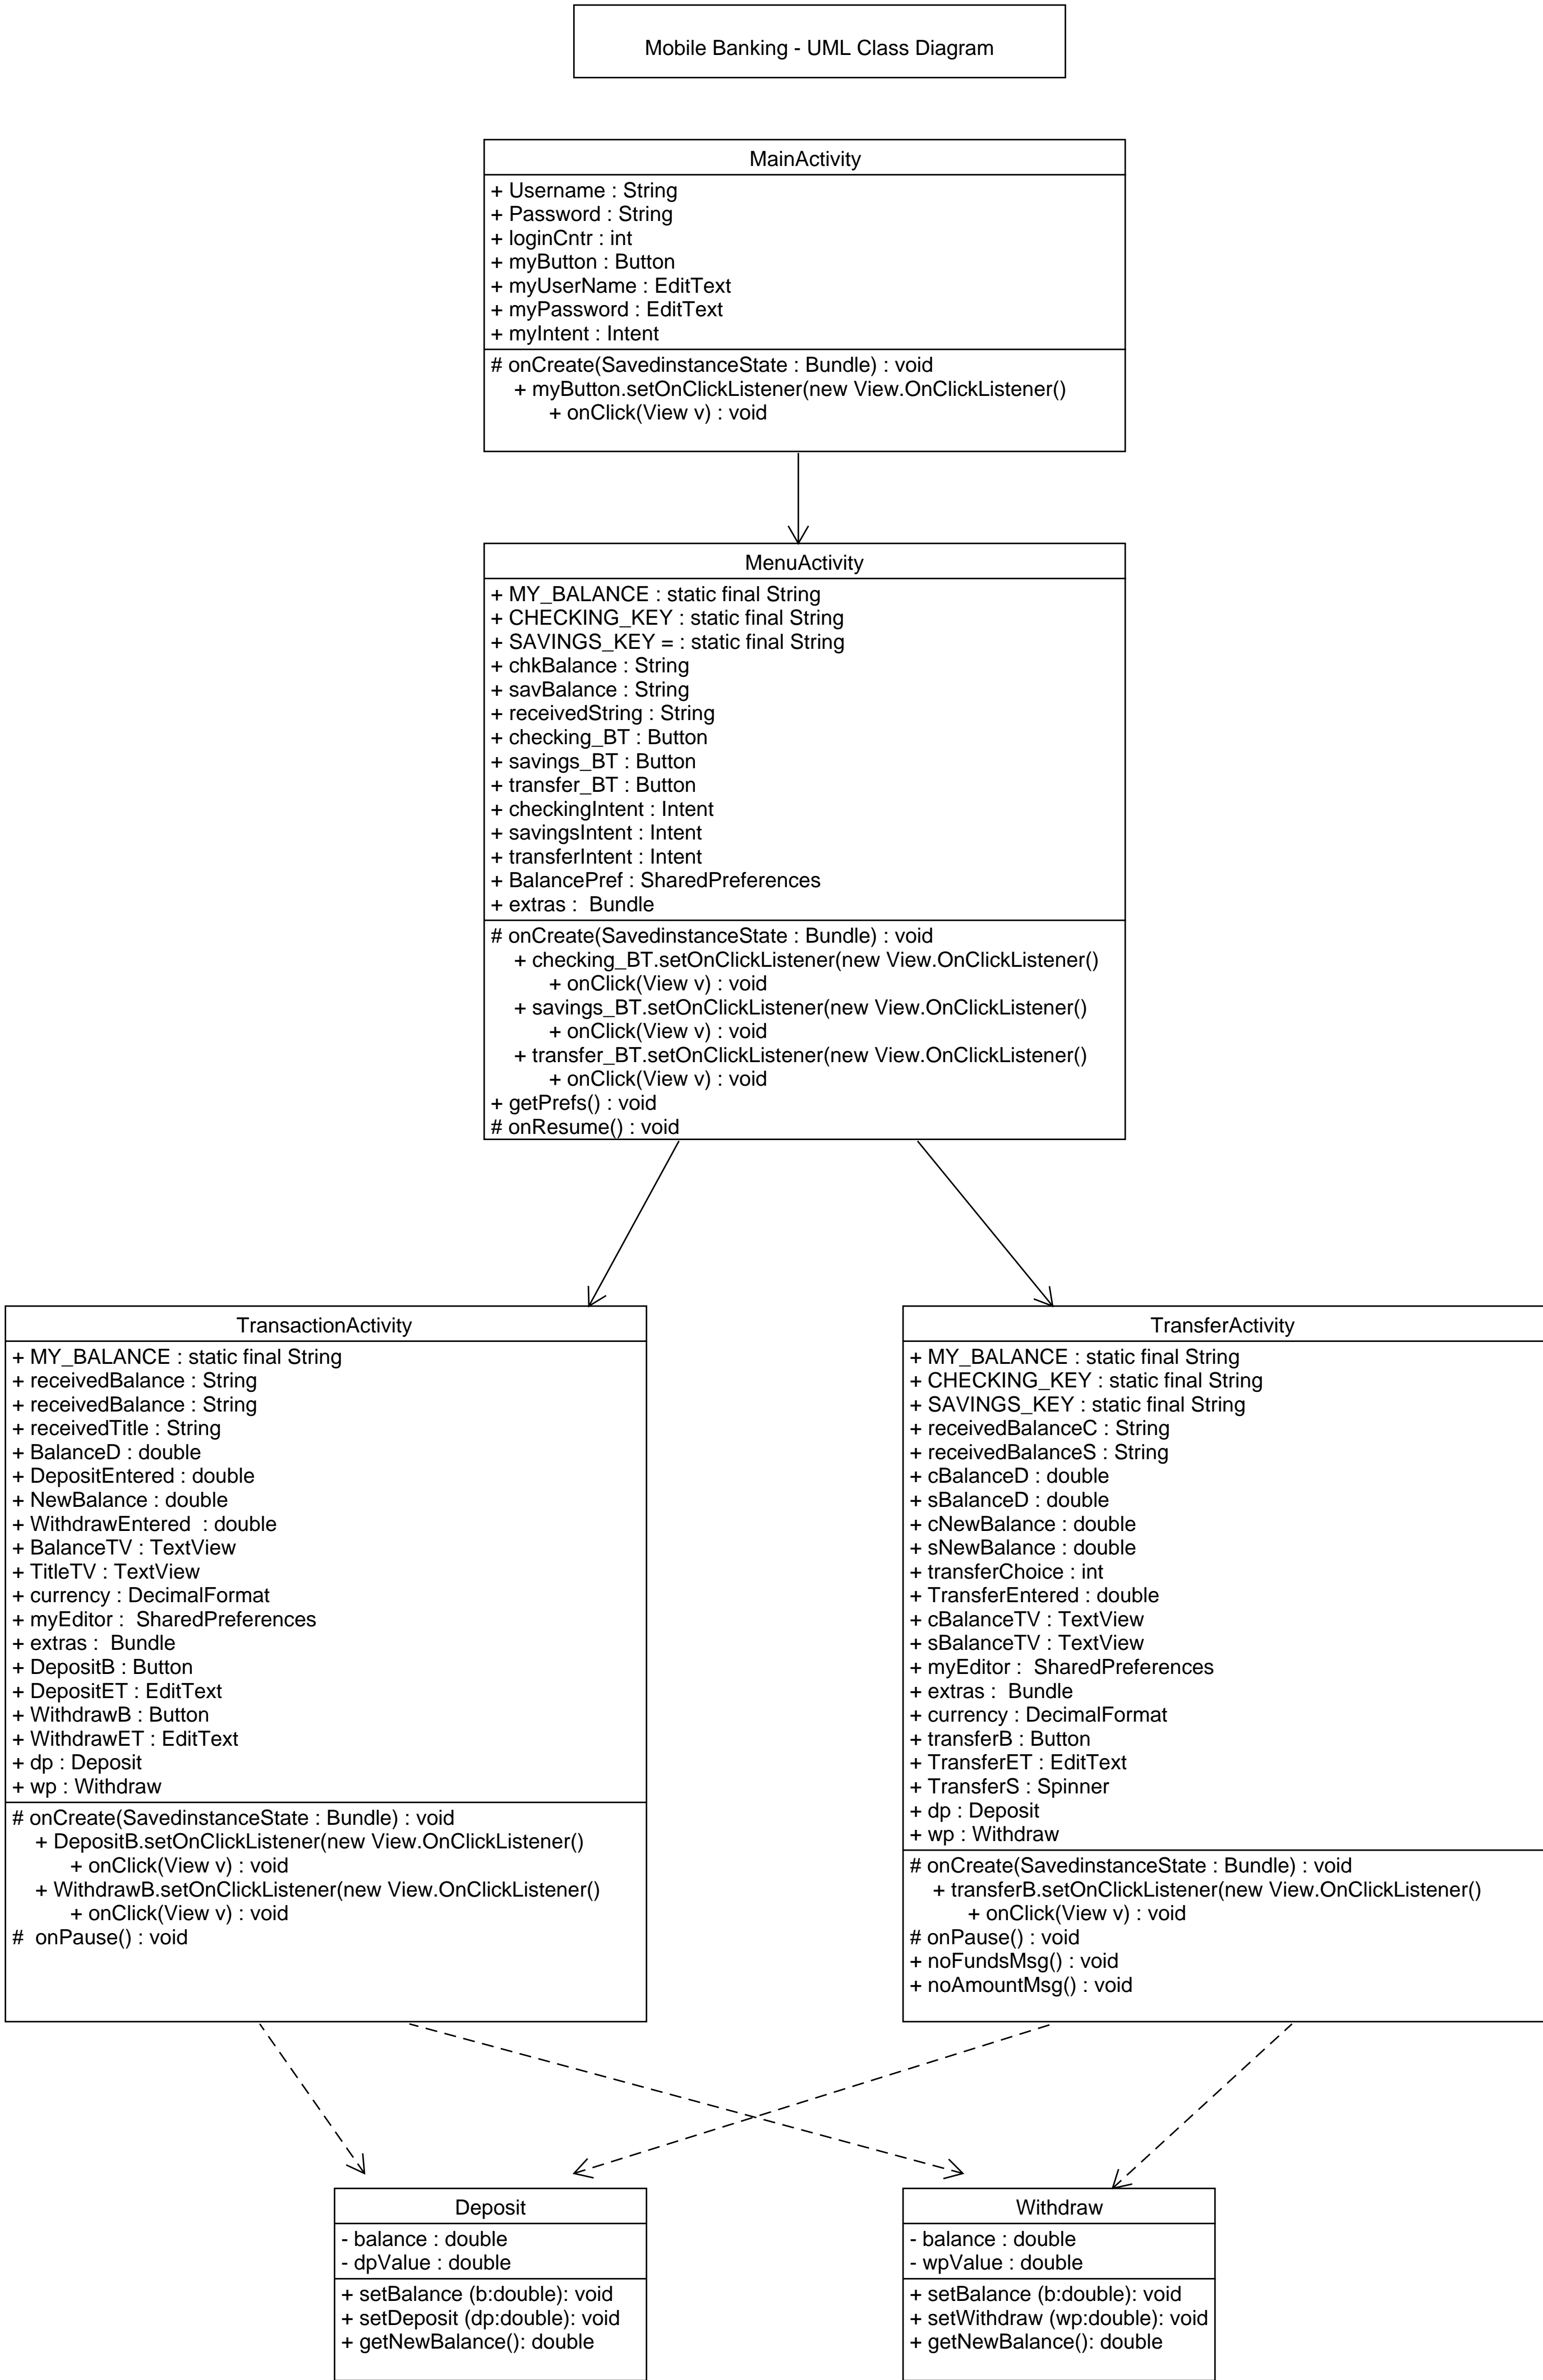 Mobile Banking - UML Class Diagram
MainActivity
+ Username : String
+ Password : String
+ loginCntr : int
+ myButton : Button
+ myUserName : EditText
+ myPassword : EditText
+ myIntent : Intent
# onCreate(SavedinstanceState : Bundle) : void
+ myButton.setOnClickListener(new View.OnClickListener()
+ onClick(View v) : void
MenuActivity
+ MY_BALANCE : static final String
+ CHECKING_KEY : static final String
+ SAVINGS_KEY = : static final String
+ chkBalance : String
+ savBalance : String
+ receivedString : String
+ checking_BT : Button
+ savings_BT : Button
+ transfer_BT : Button
+ checkingIntent : Intent
+ savingsIntent : Intent
+ transferIntent : Intent
+ BalancePref : SharedPreferences
+ extras :  Bundle
# onCreate(SavedinstanceState : Bundle) : void
+ checking_BT.setOnClickListener(new View.OnClickListener()
+ onClick(View v) : void
+ savings_BT.setOnClickListener(new View.OnClickListener()
+ onClick(View v) : void
+ transfer_BT.setOnClickListener(new View.OnClickListener()
+ onClick(View v) : void
+ getPrefs() : void
# onResume() : void
TransactionActivity
+ MY_BALANCE : static final String
+ receivedBalance : String
+ receivedBalance : String
+ receivedTitle : String
+ BalanceD : double
+ DepositEntered : double
+ NewBalance : double
+ WithdrawEntered  : double
+ BalanceTV : TextView
+ TitleTV : TextView
+ currency : DecimalFormat
+ myEditor :  SharedPreferences
+ extras :  Bundle
+ DepositB : Button
+ DepositET : EditText
+ WithdrawB : Button
+ WithdrawET : EditText
+ dp : Deposit
+ wp : Withdraw
# onCreate(SavedinstanceState : Bundle) : void
+ DepositB.setOnClickListener(new View.OnClickListener()
+ onClick(View v) : void
+ WithdrawB.setOnClickListener(new View.OnClickListener()
+ onClick(View v) : void
#  onPause() : void
TransferActivity
+ MY_BALANCE : static final String
+ CHECKING_KEY : static final String
+ SAVINGS_KEY : static final String
+ receivedBalanceC : String
+ receivedBalanceS : String
+ cBalanceD : double
+ sBalanceD : double
+ cNewBalance : double
+ sNewBalance : double
+ transferChoice : int
+ TransferEntered : double
+ cBalanceTV : TextView
+ sBalanceTV : TextView
+ myEditor :  SharedPreferences
+ extras :  Bundle
+ currency : DecimalFormat
+ transferB : Button
+ TransferET : EditText
+ TransferS : Spinner
+ dp : Deposit
+ wp : Withdraw
# onCreate(SavedinstanceState : Bundle) : void
+ transferB.setOnClickListener(new View.OnClickListener()
+ onClick(View v) : void
# onPause() : void
+ noFundsMsg() : void
+ noAmountMsg() : void
Deposit
- balance : double
- dpValue : double
+ setBalance (b:double): void
+ setDeposit (dp:double): void
+ getNewBalance(): double
Withdraw
- balance : double
- wpValue : double
+ setBalance (b:double): void
+ setWithdraw (wp:double): void
+ getNewBalance(): double